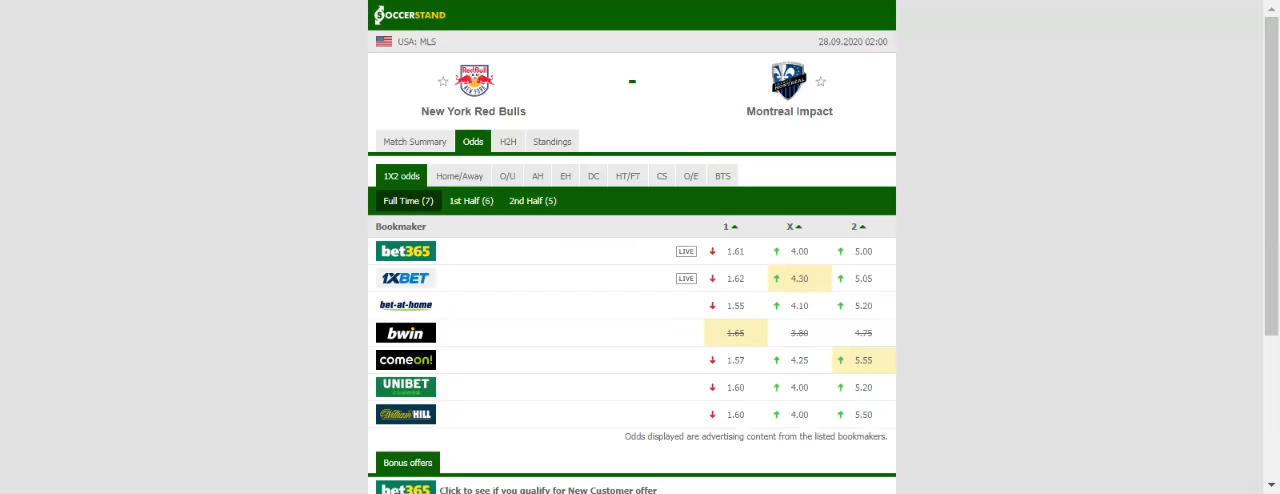 SOCCERSTAND
USA: MLS 28.09.2020 02:00
-
New York Red Bulls Montreal Impact
Match Summary Odds H2H Standings
1X2 odds Home/Away O/U AH EH DC HT/FT CS O/E BTS
Full Time (7) 1st Half (6) 2nd Half (5)
Bookmaker 1 X 2
bet365 LIVE 1.61 4.00 5.00
1XBET LIVE 1.62 4.30 5.05
bet-at-home 1.55 4.10 5.20
bwin 1.65 3.80 4.75
comeon! 1.57 4.25 5.55
UNIBET 1.60 4.00 5.20
William HILL 1.60 4.00 5.50
Odds displayed are advertising content from the listed bookmakers.
Bonus offers
bet365 Click to see if you qualify for New Customer offer